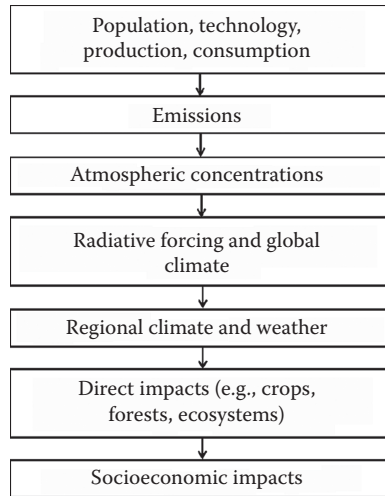 Population, technology,
production, consumption
Emissions
Atmospheric concentrations
Radiative forcing and global
climate
Regional climate and weather
Direct impacts (e.g., crops,
forests, ecosystems)
Socioeconomic impacts